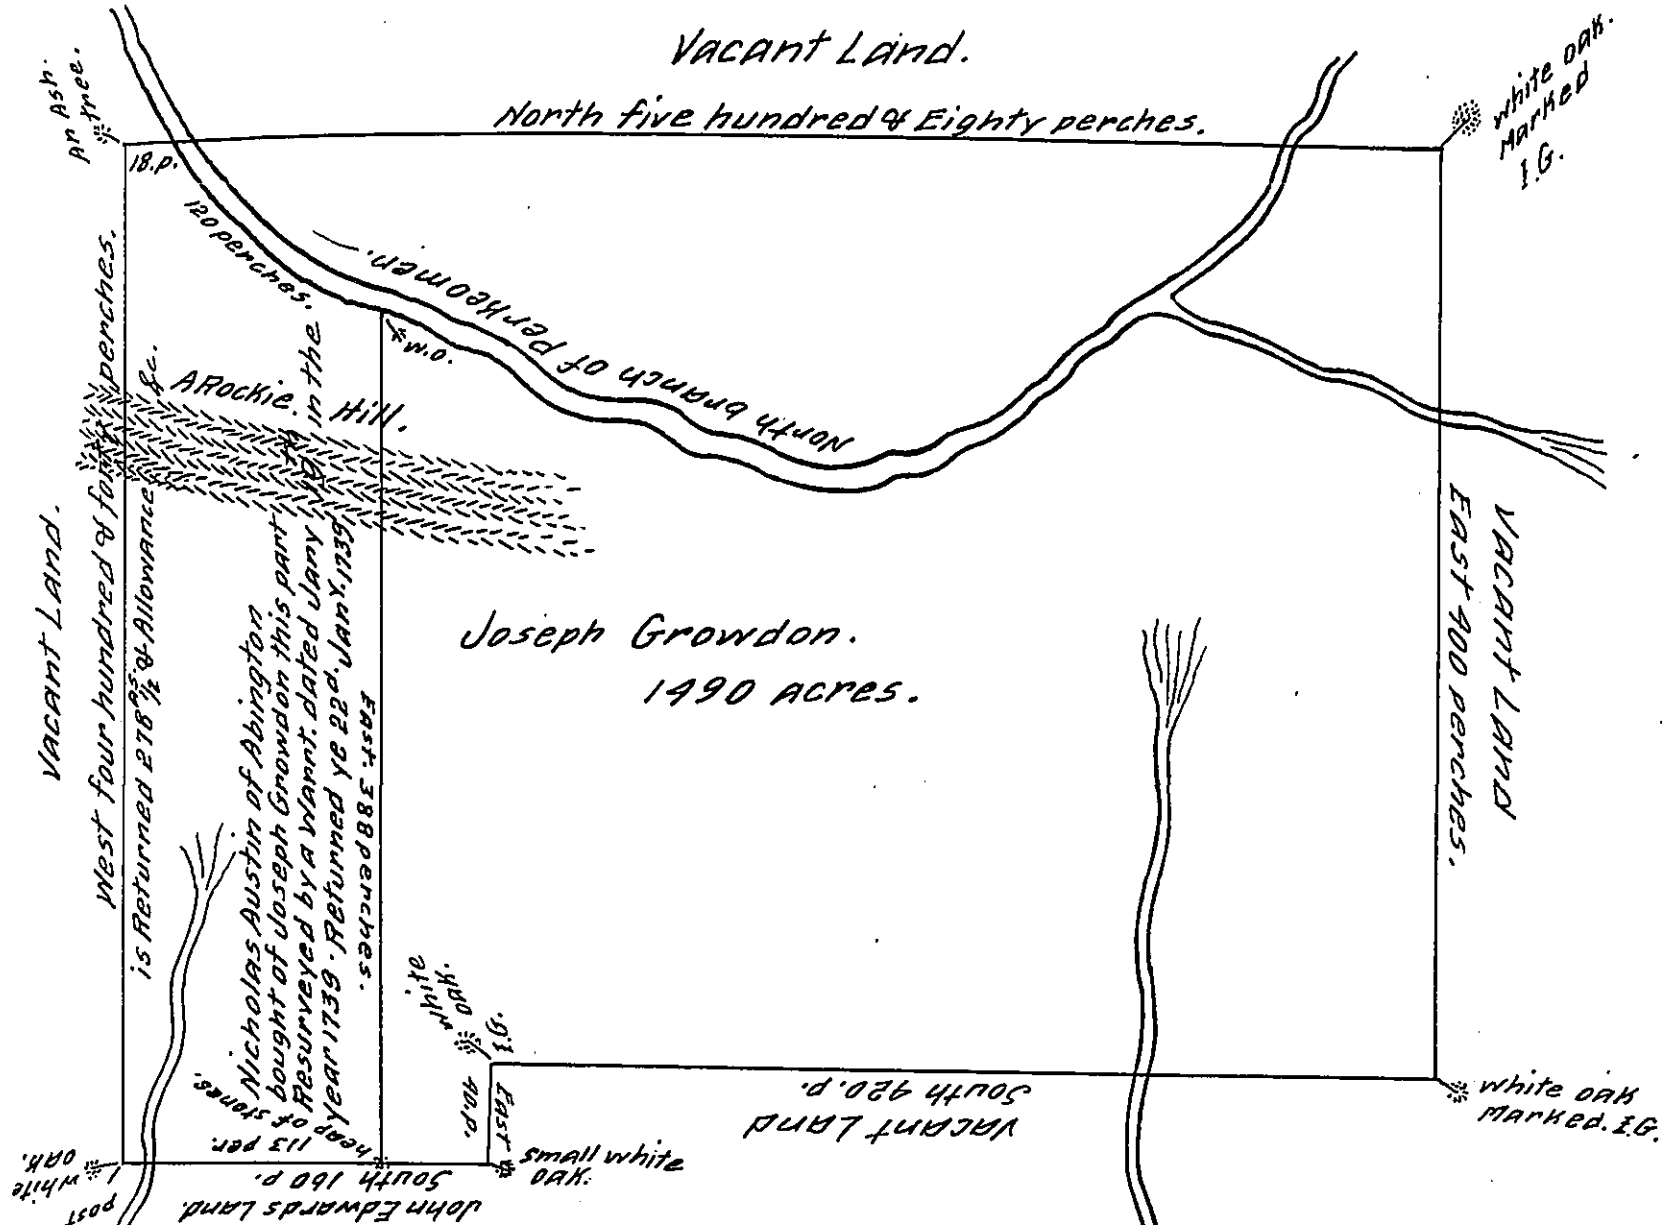 Vacant Land.
North five hundred & Eighty perches.
An Ash.
tree.
white oak.
Marked
I.G.
18.p.
120 perches.
North branch of Perkeomen.
w.o.
A Rockie. Hill.
Vacant Land.
West four hundred & forty perches.
is Returned 278 As. 1/2 & Allowance &c.
Nicholas Austin of Abington
bought of Joseph Growdon this part
Resurveyed by a Warrt. dated Jany 19th in the
year 1739 - Returned ye 22d. Jany. 1739
East 388 perches.
Joseph Growdon.
1490 acres.
East 400 perches.
Vacant Land
white
oak.
I.G.
East
40.p.
South 420.p.
Vacant Land
white oak
Marked. I.G.
small white
oak.
heap of stones.
113 per.
South 160 p.
John Edwards Land.
white
oak.
post